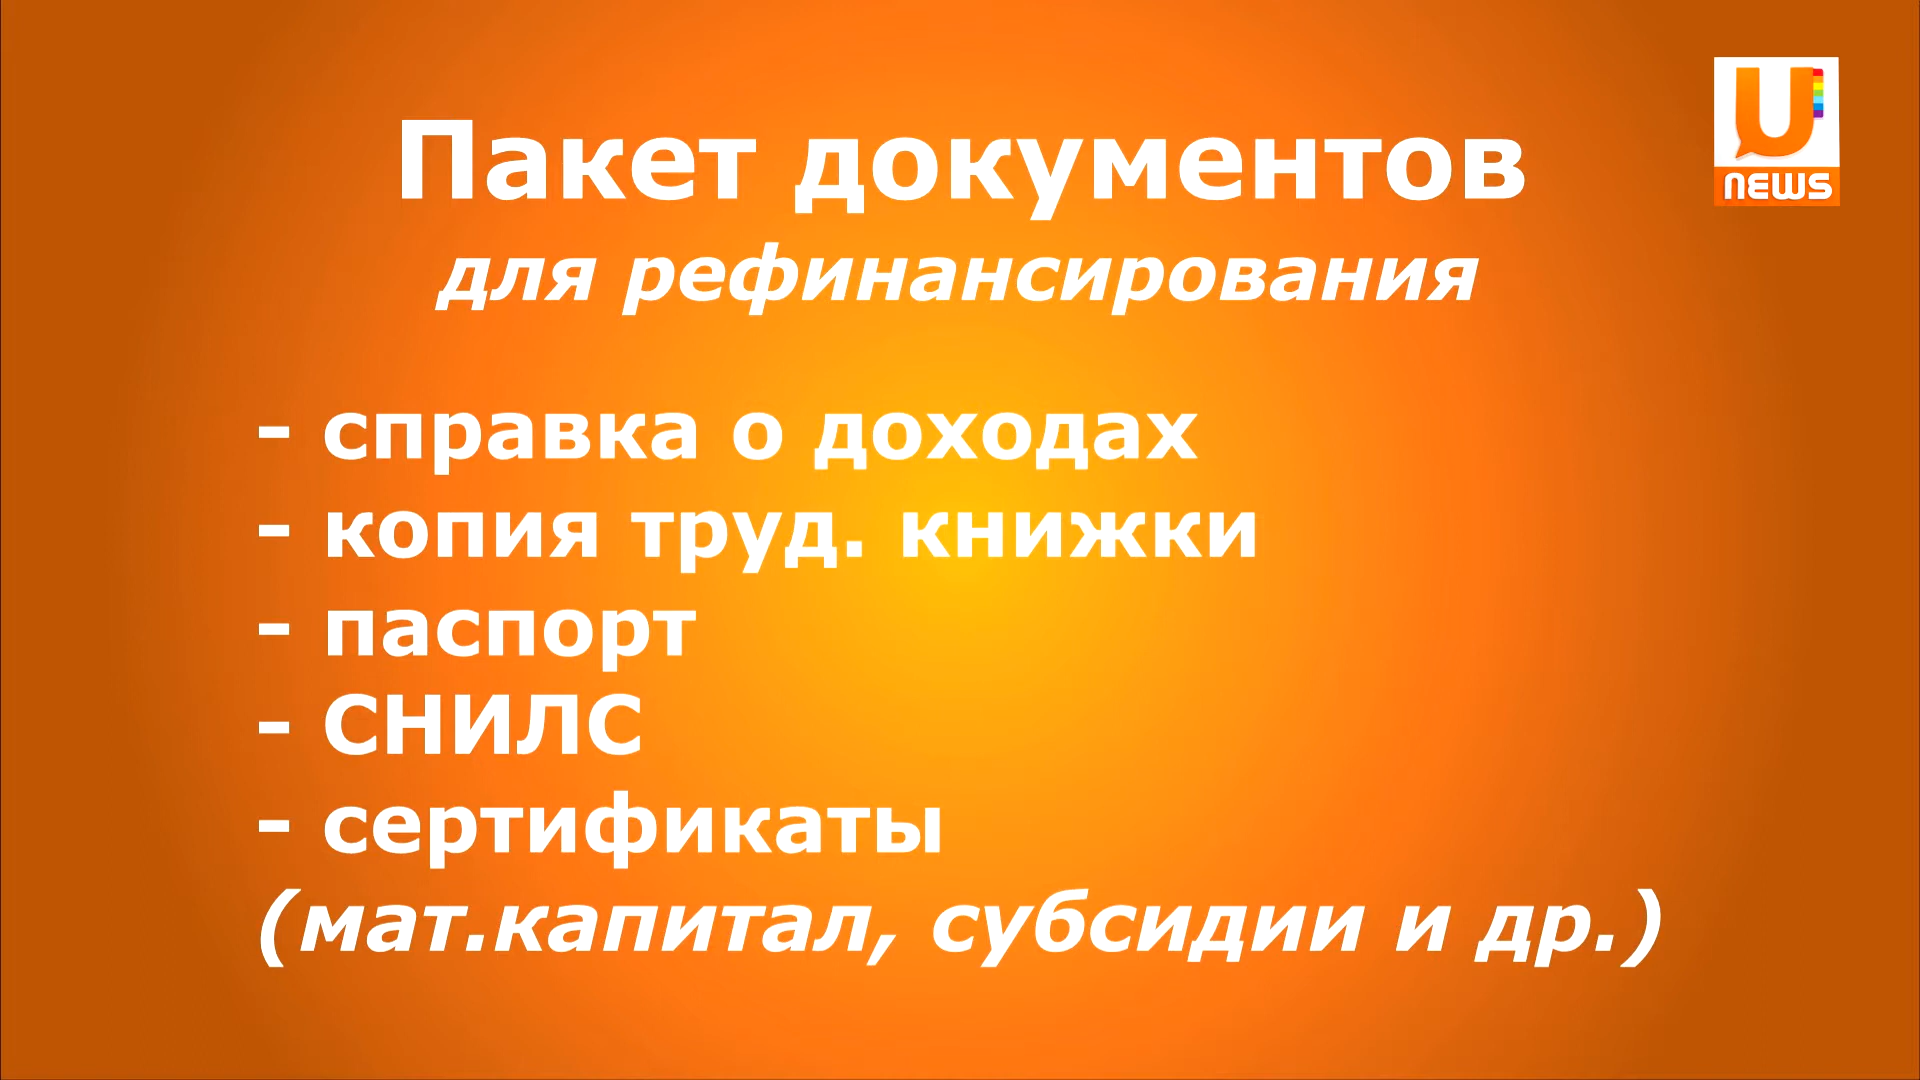 Пакет документов
для рефинансирования
- справка о доходах
- копия труд. книжки
- паспорт
- СНИЛС
- сертификаты
(мат.капитал, субсидии и др.)
U
NEWS